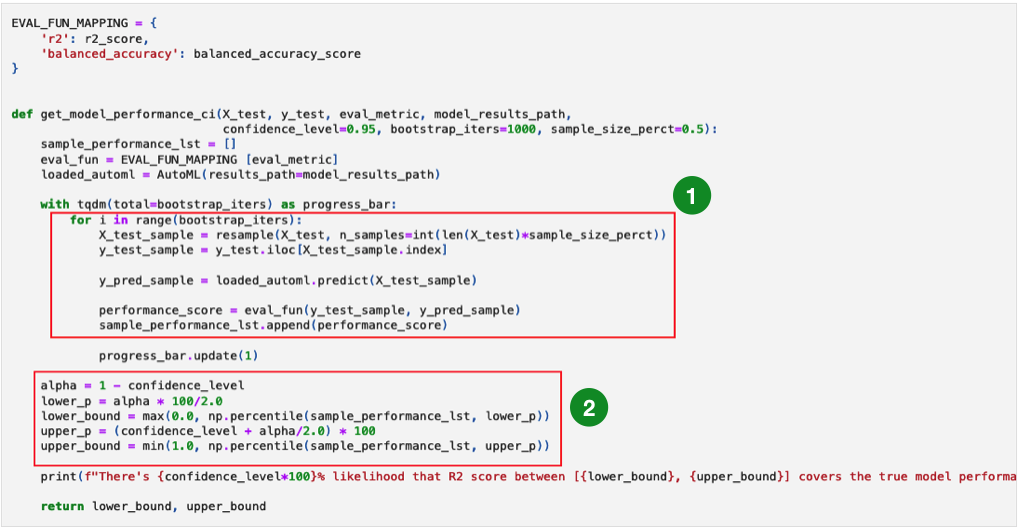 EVAL_FUN_MAPPING = {
    'r2': r2_score,
    'balanced_accuracy': balanced_accuracy_score
}
def get_model_performance_ci(X_test, y_test, eval_metric, model_results_path,
                             confidence_level=0.95, bootstrap_iters=1000, sample_size_perct=0.5):
    sample_performance_lst = []
    eval_fun = EVAL_FUN_MAPPING [eval_metric]
    loaded_automl = AutoML(results_path=model_results_path)
    with tqdm(total=bootstrap_iters) as progress_bar:
1
        for i in range(bootstrap_iters):
            X_test_sample = resample(X_test, n_samples=int(len(X_test)*sample_size_perct))
            y_test_sample = y_test.iloc[X_test_sample.index]
            y_pred_sample = loaded_automl.predict(X_test_sample)
            performance_score = eval_fun(y_test_sample, y_pred_sample)
            sample_performance_lst.append(performance_score)
            progress_bar.update(1)
    alpha = 1 - confidence_level
    lower_p = alpha * 100/2.0
    lower_bound = max(0.0, np.percentile(sample_performance_lst, lower_p))
2
    upper_p = (confidence_level + alpha/2.0) * 100
    upper_bound = min(1.0, np.percentile(sample_performance_lst, upper_p))
    print(f"There's {confidence_level*100}% likelihood that R2 score between [{lower_bound}, {upper_bound}] covers the true model performa
    return lower_bound, upper_bound